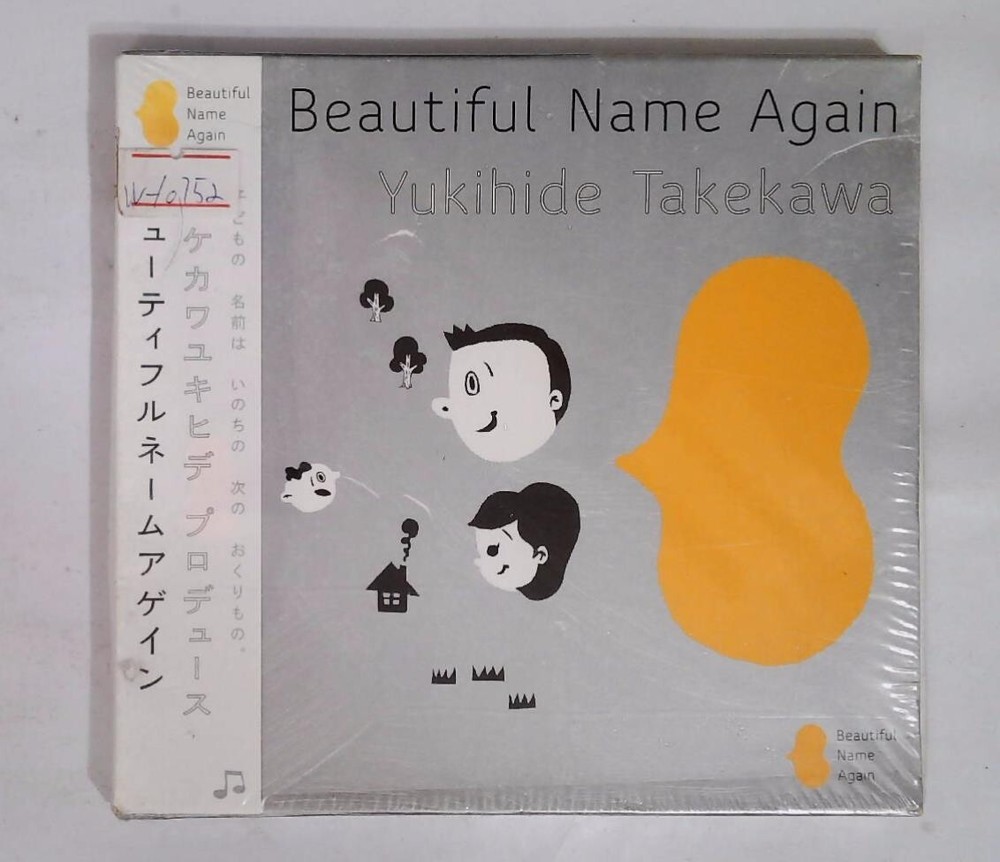 Beautiful
Name
Again
W-10752
Beautiful Name Again
Yukihide Takekawa
子どもの 名前は いのちの 次の おくりもの。
ケカワユキヒデ プロデュース
ューティフルネームアゲイン
Beautiful
Name
Again